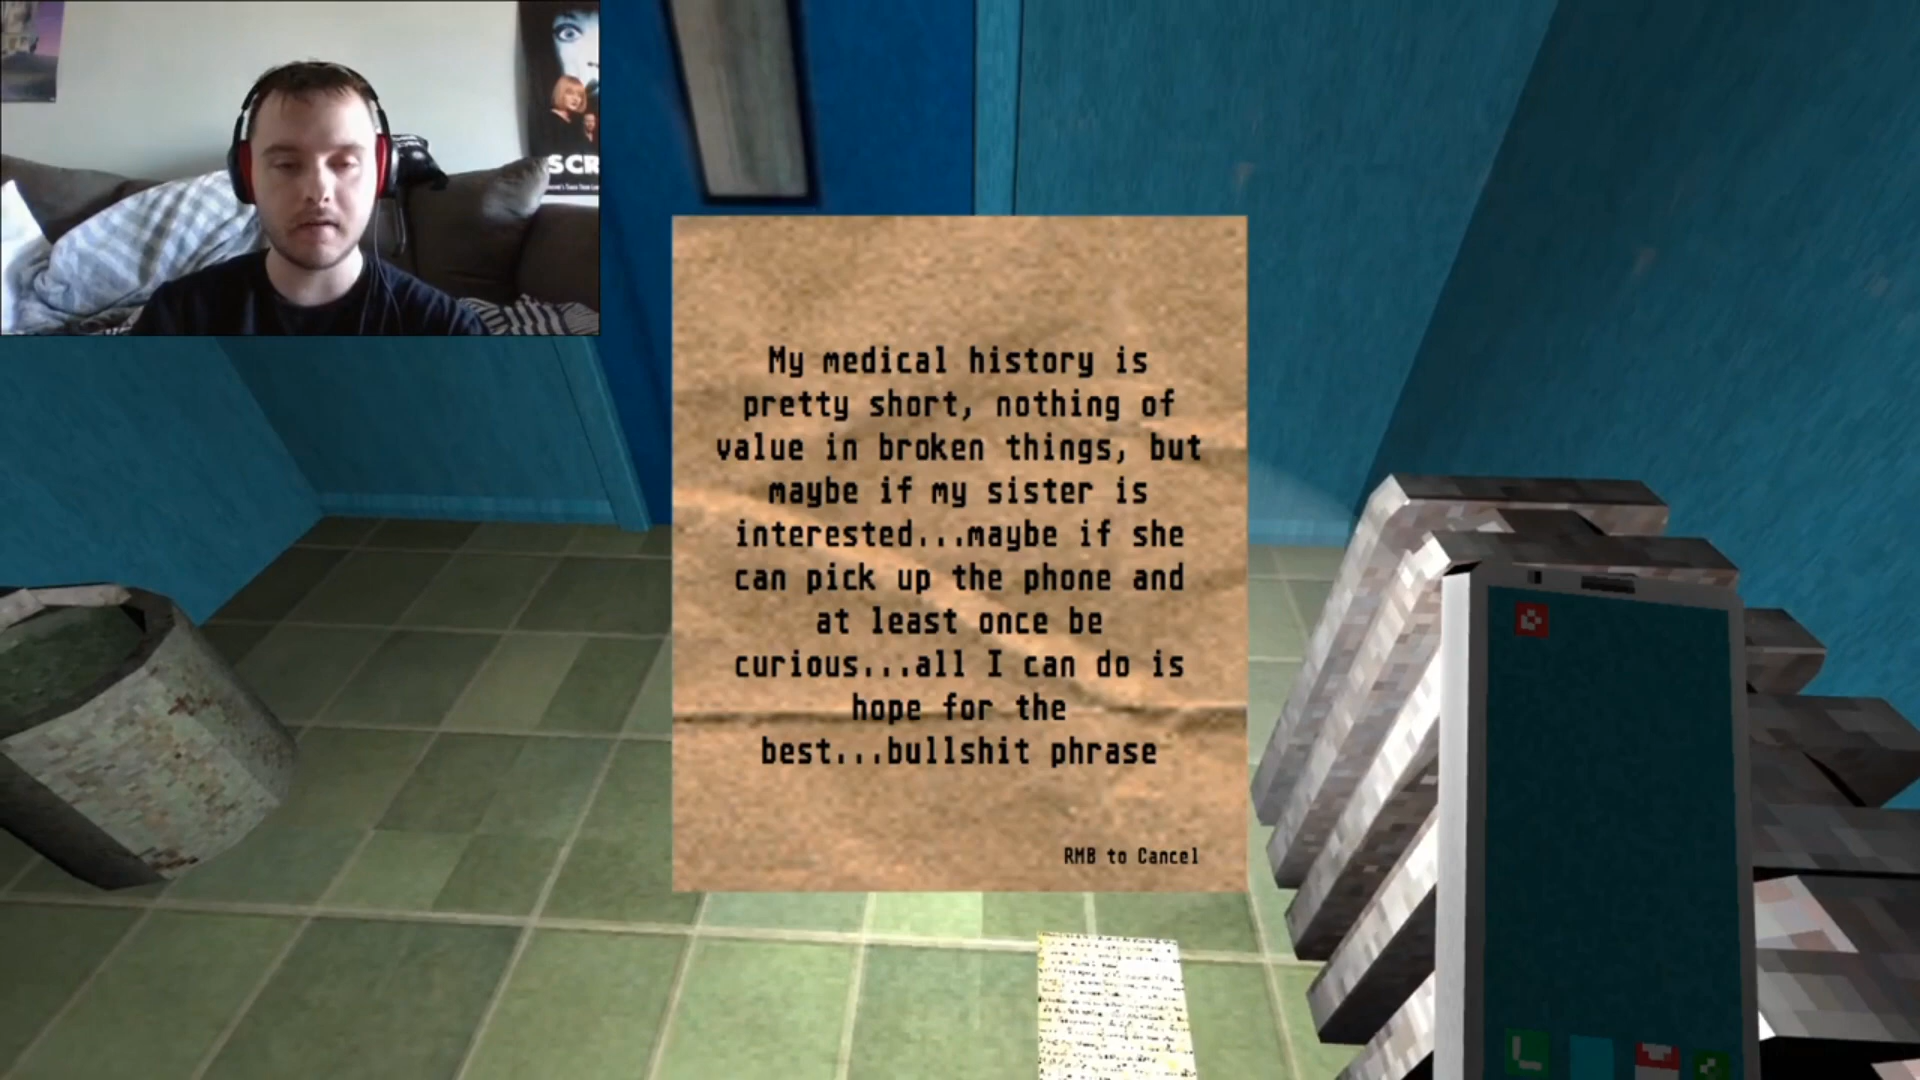 SCR
My medical history is
pretty short, nothing of
value in broken things, but
maybe if my sister is
interested...maybe if she
can pick up the phone and
at least once be
curious...all I can do is
hope for the
best...bullshit phrase
RMB to Cancel